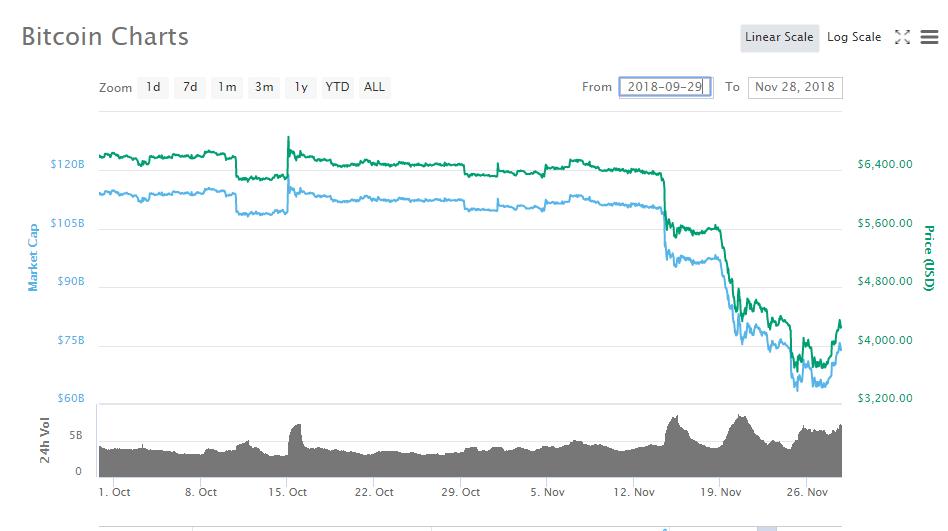 Bitcoin Charts
Linear Scale Log Scale
Zoom 1d 7d 1m 3m 1y YTD ALL From 2018-09-29 To Nov 28, 2018
$120B $6,400.00
$105B $5,600.00
$90B $4,800.00
$75B $4,000.00
$60B $3,200.00
Market Cap
Price (USD)
24h Vol
5B
0
1. Oct 8. Oct 15. Oct 22. Oct 29. Oct 5. Nov 12. Nov 19. Nov 26. Nov